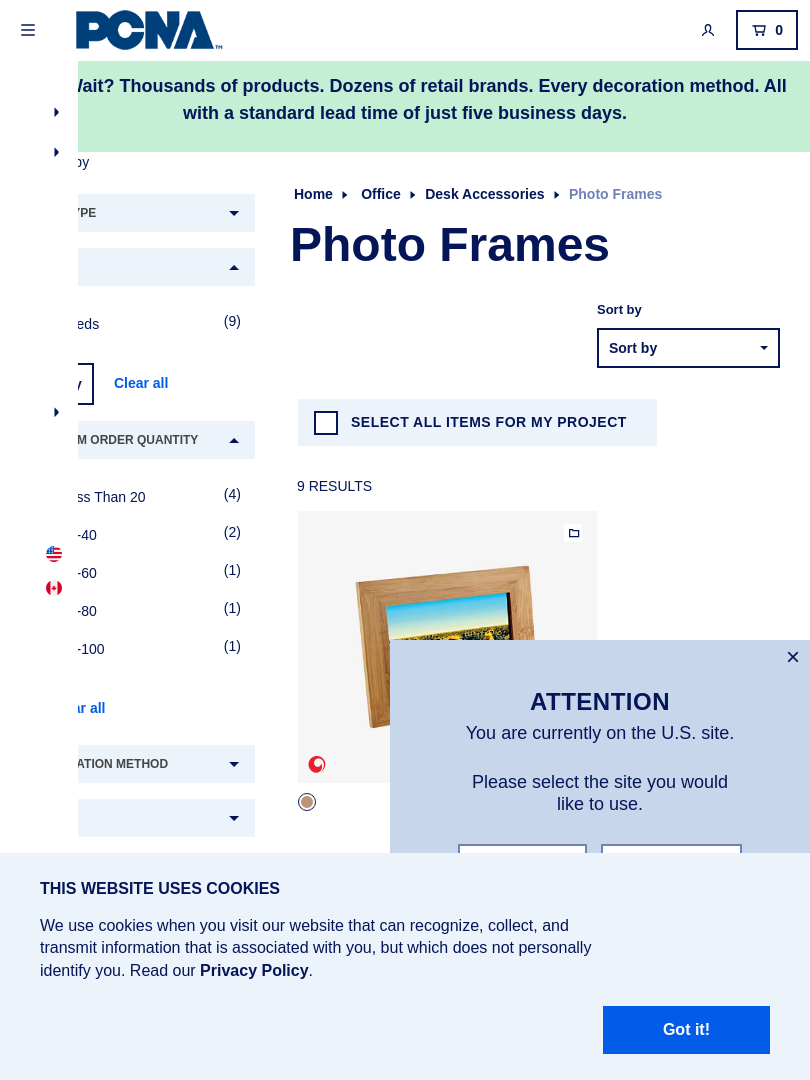 PCNA™
0
Wait? Thousands of products. Dozens of retail brands. Every decoration method. All
with a standard lead time of just five business days.
by
Home Office Desk Accessories Photo Frames
YPE
Photo Frames
eds (9)
Sort by
Sort by
y Clear all
SELECT ALL ITEMS FOR MY PROJECT
M ORDER QUANTITY
9 RESULTS
ss Than 20 (4)
-40 (2)
-60 (1)
-80 (1)
-100 (1)
ar all
ATION METHOD
×
ATTENTION
You are currently on the U.S. site.
Please select the site you would
like to use.
THIS WEBSITE USES COOKIES
We use cookies when you visit our website that can recognize, collect, and
transmit information that is associated with you, but which does not personally
identify you. Read our Privacy Policy.
Got it!